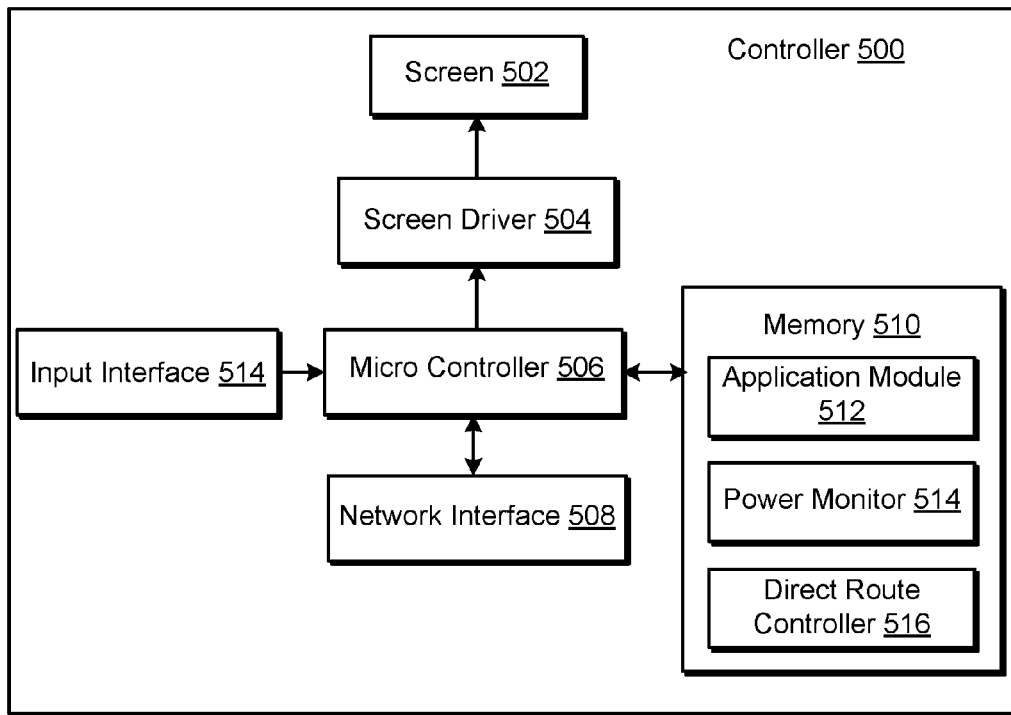 Controller 500
Screen 502
Screen Driver 504
Input Interface 514
Micro Controller 506
Network Interface 508
Memory 510
Application Module
512
Power Monitor 514
Direct Route
Controller 516